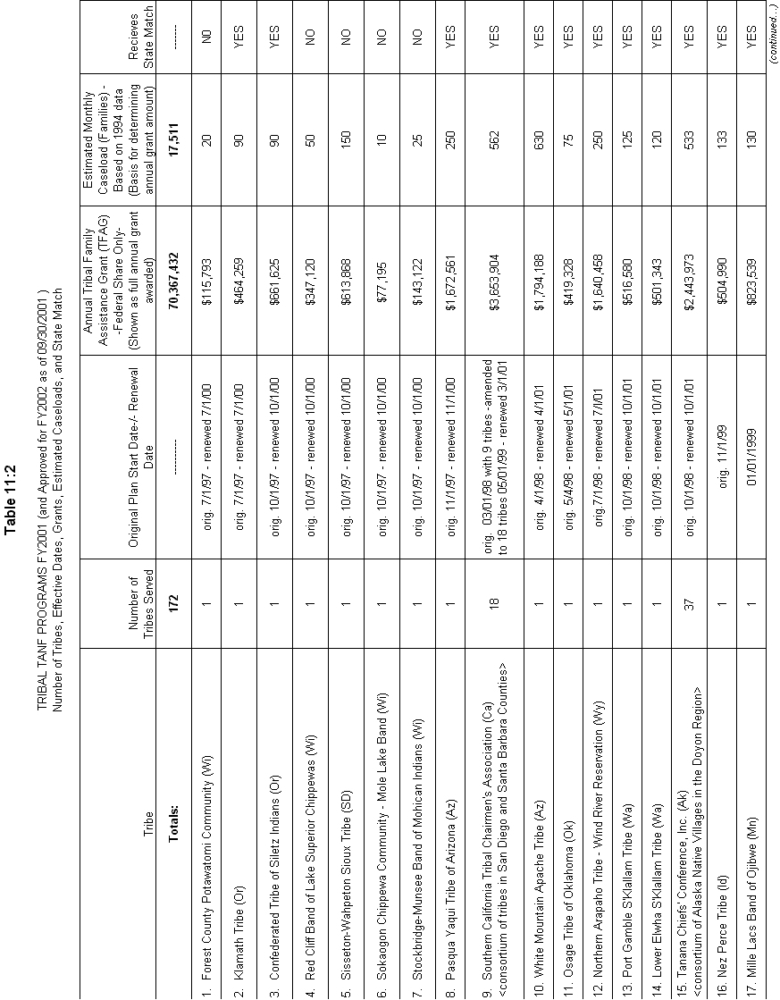 Table 11:2
TRIBAL TANF PROGRAMS FY2001 (and Approved for FY2002 as of 09/30/2001 )
Number of Tribes, Effective Dates, Grants, Estimated Caseloads, and State Match
Tribe
Number of
Tribes Served
Original Plan Start Date-/- Renewal
Date
Annual Tribal Family
Assistance Grant (TFAG)
-Federal Share Only-
(Shown as full annual grant
awarded)
Estimated Monthly
Caseload (Families) -
Based on 1994 data
(Basis for determining
annual grant amount)
Recieves
State Match
Totals: 172 ---------- 70,367,432 17,511 --------
1. Forest County Potawatomi Community (Wi) 1 orig. 7/1/97 - renewed 7/1/00 $115,793 20 NO
2. Klamath Tribe (Or) 1 orig. 7/1/97 - renewed 7/1/00 $464,259 90 YES
3. Confederated Tribe of Siletz Indians (Or) 1 orig. 10/1/97 - renewed 10/1/00 $661,625 90 YES
4. Red Cliff Band of Lake Superior Chippewas (Wi) 1 orig. 10/1/97 - renewed 10/1/00 $347,120 50 NO
5. Sisseton-Wahpeton Sioux Tribe (SD) 1 orig. 10/1/97 - renewed 10/1/00 $613,868 150 NO
6. Sokaogon Chippewa Community - Mole Lake Band (Wi) 1 orig. 10/1/97 - renewed 10/1/00 $77,195 10 NO
7. Stockbridge-Munsee Band of Mohican Indians (Wi) 1 orig. 10/1/97 - renewed 10/1/00 $143,122 25 NO
8. Pasqua Yaqui Tribe of Arizona (Az) 1 orig. 11/1/97 - renewed 11/1/00 $1,672,561 250 YES
9. Southern California Tribal Chairmen's Association (Ca)
<consortium of tribes in San Diego and Santa Barbara Counties>
18
orig. 03/01/98 with 9 tribes -amended
to 18 tribes 05/01/99 - renewed 3/1/01
$3,653,904 562 YES
10. White Mountain Apache Tribe (Az) 1 orig. 4/1/98 - renewed 4/1/01 $1,794,188 630 YES
11. Osage Tribe of Oklahoma (Ok) 1 orig. 5/4/98 - renewed 5/1/01 $419,328 75 YES
12. Northern Arapaho Tribe - Wind River Reservation (Wy) 1 orig.7/1/98 - renewed 7/I/01 $1,640,458 250 YES
13. Port Gamble S'Klallam Tribe (Wa) 1 orig. 10/1/98 - renewed 10/1/01 $516,580 125 YES
14. Lower Elwha S'Klallam Tribe (Wa) 1 orig. 10/1/98 - renewed 10/1/01 $501,343 120 YES
15. Tanana Chiefs' Conference, Inc. (Ak)
<consortium of Alaska Native Villages in the Doyon Region>
37 orig. 10/1/98 - renewed 10/1/01 $2,443,973 533 YES
16. Nez Perce Tribe (Id) 1 orig. 11/1/99 $504,990 133 YES
17. Mille Lacs Band of Ojibwe (Mn) 1 01/01/1999 $823,539 130 YES
(continued...)